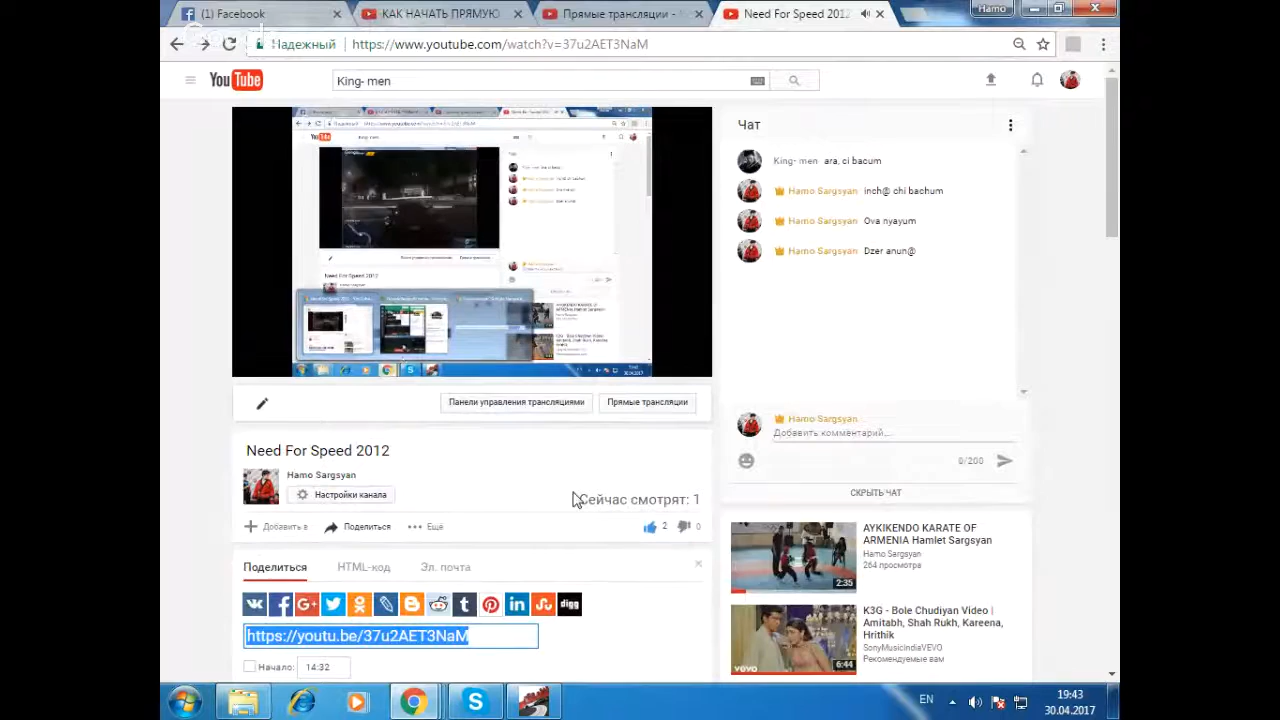 (1) Facebook
КАК НАЧАТЬ ПРЯМУЮ
Прямые трансляции -
Need For Speed 2012
Hamo
Надежный
https://www.youtube.com/watch?v=37u2AET3NaM
YouTube
King- men
Чат
King- men ara, ci bacum
Hamo Sargsyan inch@ chi bachum
Hamo Sargsyan Ova nyayum
Hamo Sargsyan Dzer anun@
Панели управления трансляциями
Прямые трансляции
Hamo Sargsyan
Добавить комментарий...
0/200
СКРЫТЬ ЧАТ
Need For Speed 2012
Hamo Sargsyan
Настройки канала
Сейчас смотрят: 1
Добавить в
Поделиться
Ещё
2
0
Поделиться
HTML-код
Эл. почта
digg
https://youtu.be/37u2AET3NaM
Начало:
14:32
AYKIKENDO KARATE OF
ARMENIA Hamlet Sargsyan
Hamo Sargsyan
264 просмотра
2:35
K3G - Bole Chudiyan Video |
Amitabh, Shah Rukh, Kareena,
Hrithik
SonyMusicIndiaVEVO
Рекомендуемые вам
vevo
6:44
EN
19:43
30.04.2017